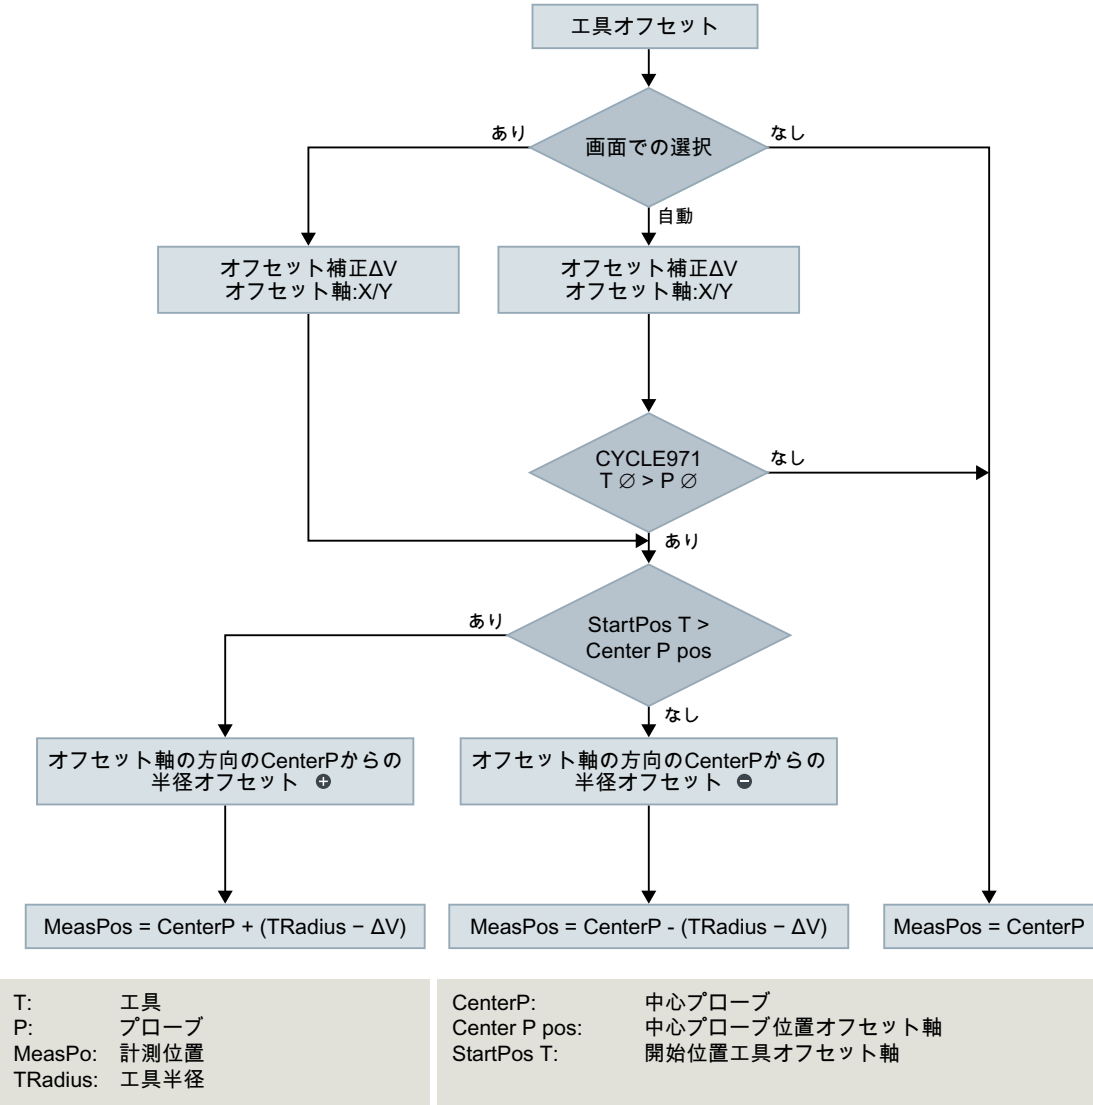 工具オフセット
画面での選択
あり
なし
自動
オフセット補正ΔV
オフセット軸:X/Y
オフセット補正ΔV
オフセット軸:X/Y
CYCLE971
T ∅ > P ∅
なし
あり
StartPos T >
Center P pos
あり
なし
オフセット軸の方向のCenterPからの
半径オフセット ⊕
オフセット軸の方向のCenterPからの
半径オフセット ⊖
MeasPos = CenterP + (TRadius − ΔV)
MeasPos = CenterP - (TRadius − ΔV)
MeasPos = CenterP
T: 工具
P: プローブ
MeasPo: 計測位置
TRadius: 工具半径
CenterP: 中心プローブ
Center P pos: 中心プローブ位置オフセット軸
StartPos T: 開始位置工具オフセット軸